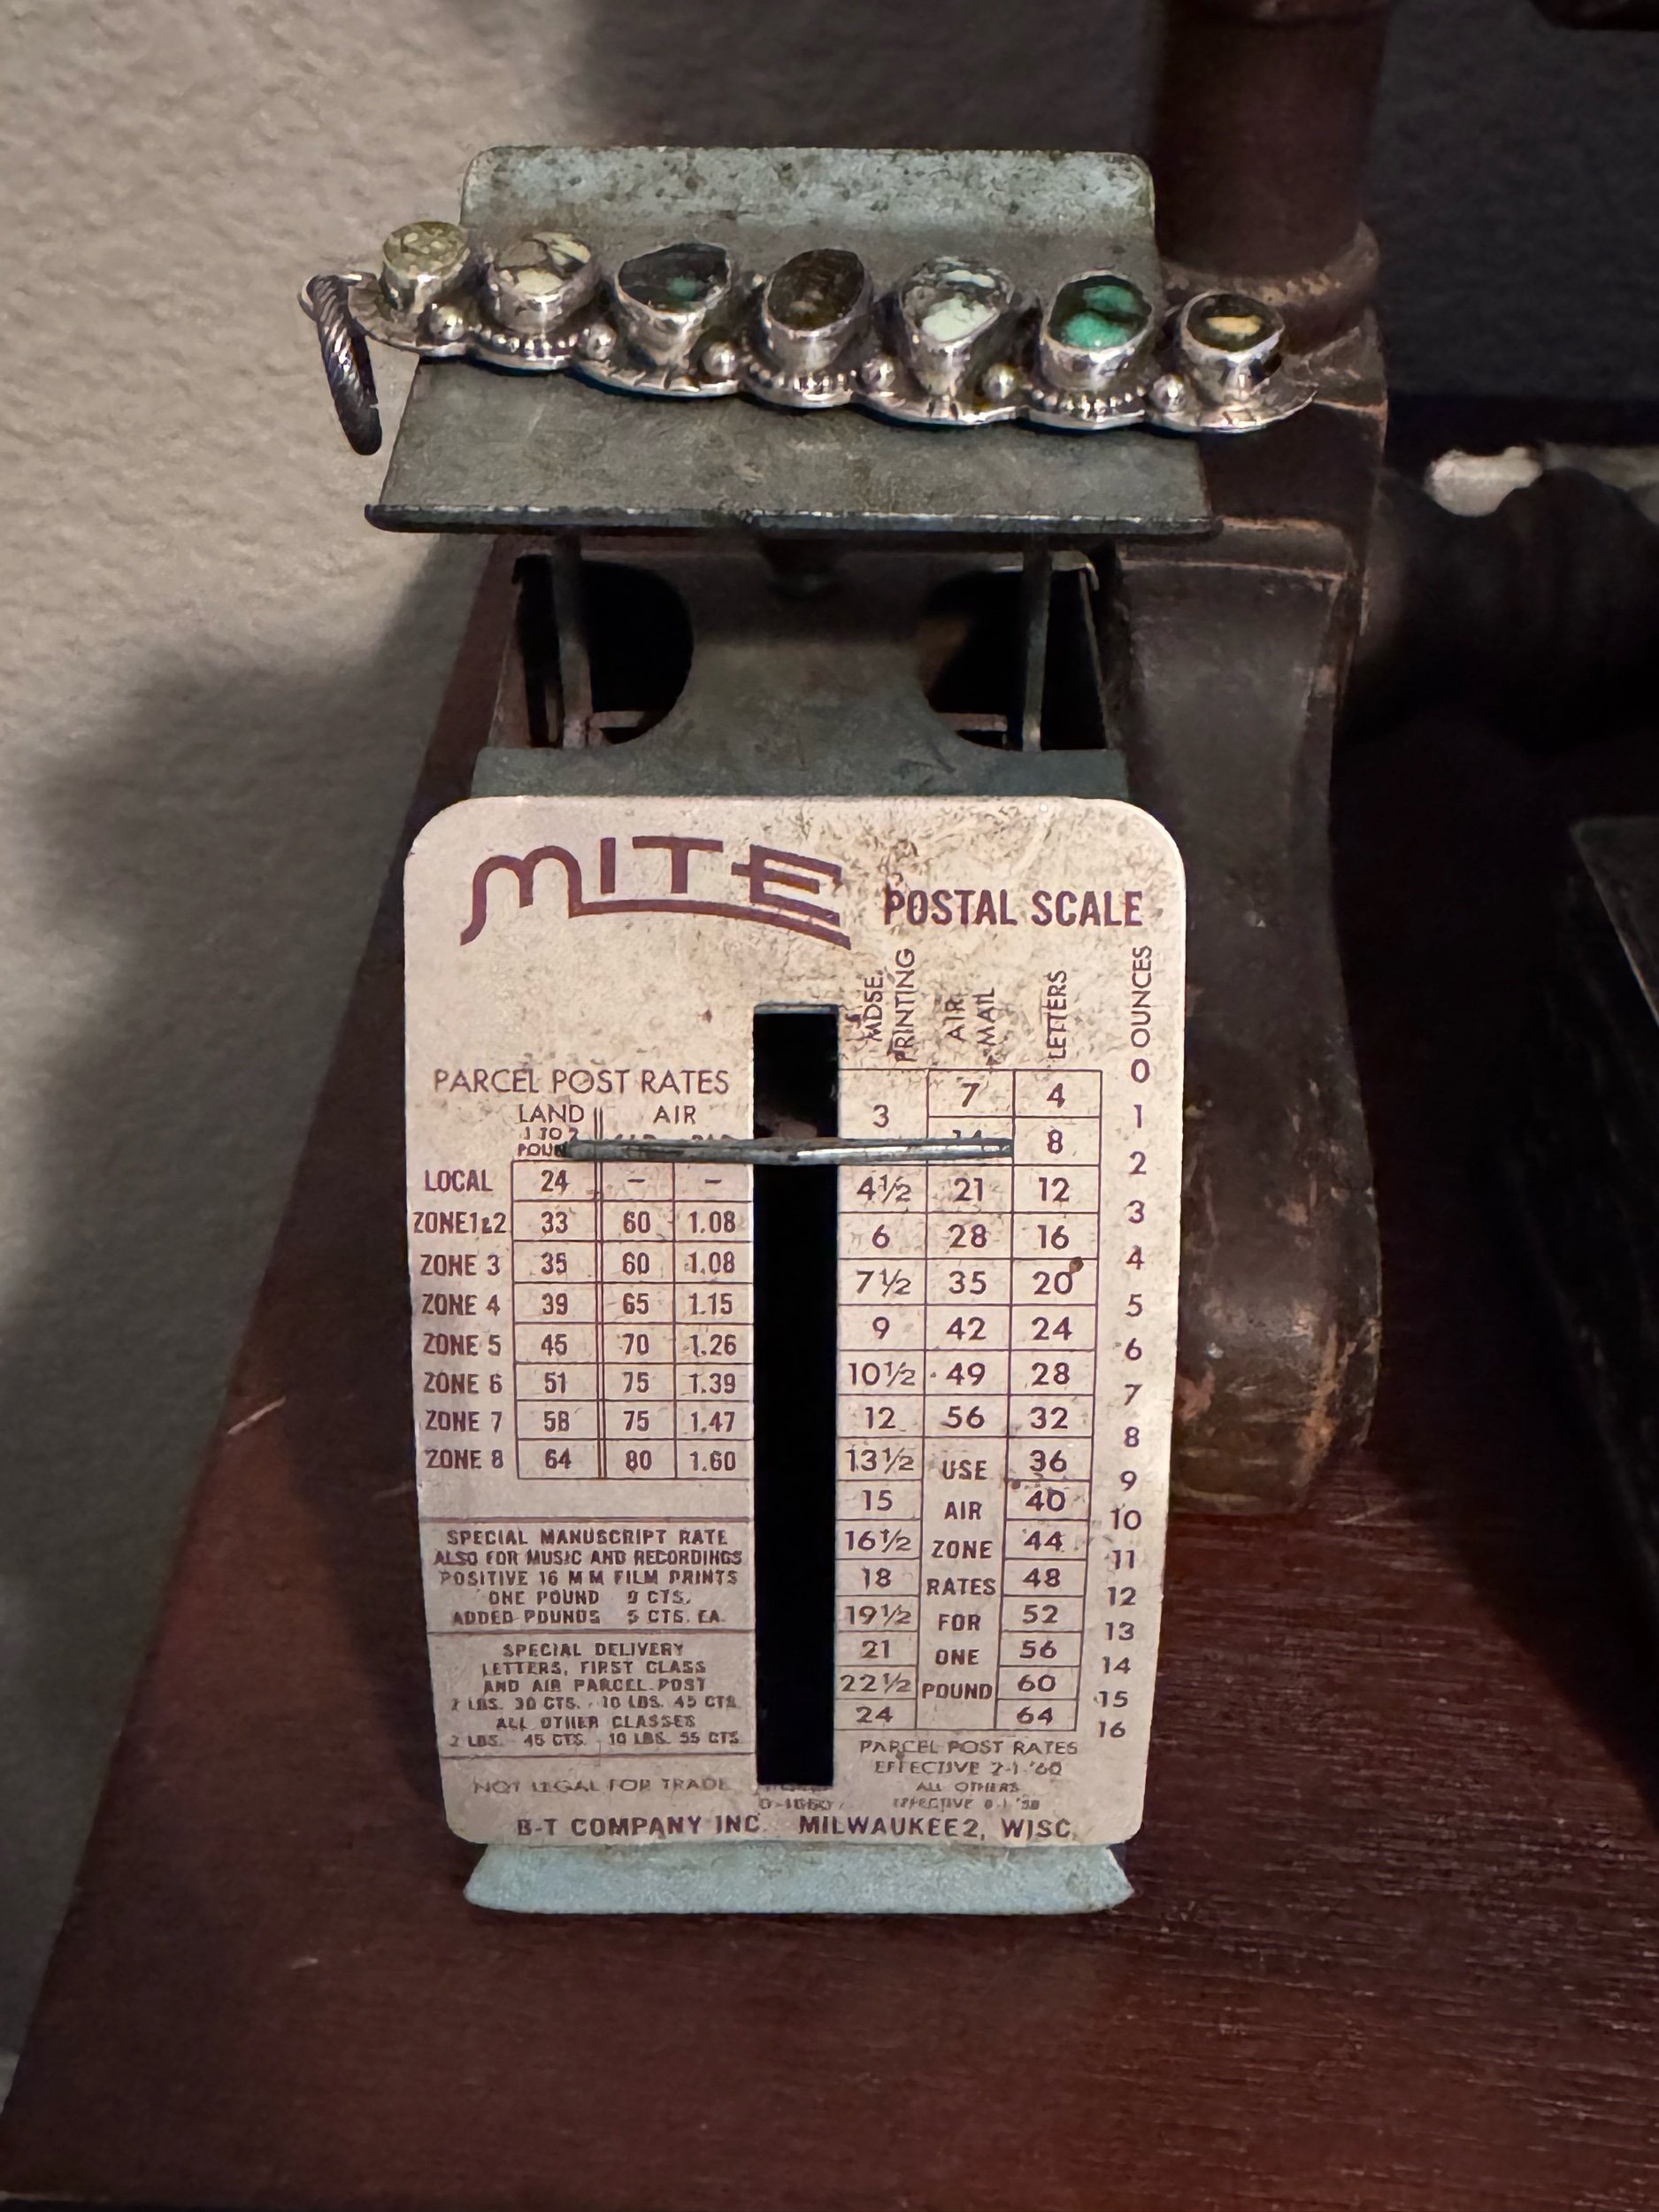 MITE
POSTAL SCALE
MDSE. PRINTING AIR MAIL LETTERS OUNCES
0
PARCEL POST RATES
LAND AIR
1 TO 2
LOCAL 24 – –
ZONE 1&2 33 60 1.08
ZONE 3 35 60 1.08
ZONE 4 39 65 1.15
ZONE 5 45 70 1.26
ZONE 6 51 75 1.39
ZONE 7 58 75 1.47
ZONE 8 64 80 1.60
3 7 4 1
8 2
4½ 21 12 3
6 28 16 4
7½ 35 20 5
9 42 24 6
10½ 49 28 7
12 56 32 8
13½ USE 36 9
15 AIR 40 10
16½ ZONE 44 11
18 RATES 48 12
19½ FOR 52 13
21 ONE 56 14
22½ POUND 60 15
24 64 16
SPECIAL MANUSCRIPT RATE
ALSO FOR MUSIC AND RECORDINGS
POSITIVE 16 MM FILM PRINTS
ONE POUND 9 CTS.
ADDED POUNDS 5 CTS. EA.
SPECIAL DELIVERY
LETTERS, FIRST CLASS
AND AIR PARCEL POST
2 LBS. 30 CTS. 10 LBS. 45 CTS.
ALL OTHER CLASSES
2 LBS. 45 CTS. 10 LBS. 55 CTS.
NOT LEGAL FOR TRADE
PARCEL POST RATES
EFFECTIVE 2-1-'60
ALL OTHERS
EFFECTIVE
B-T COMPANY INC. MILWAUKEE 2, WISC.